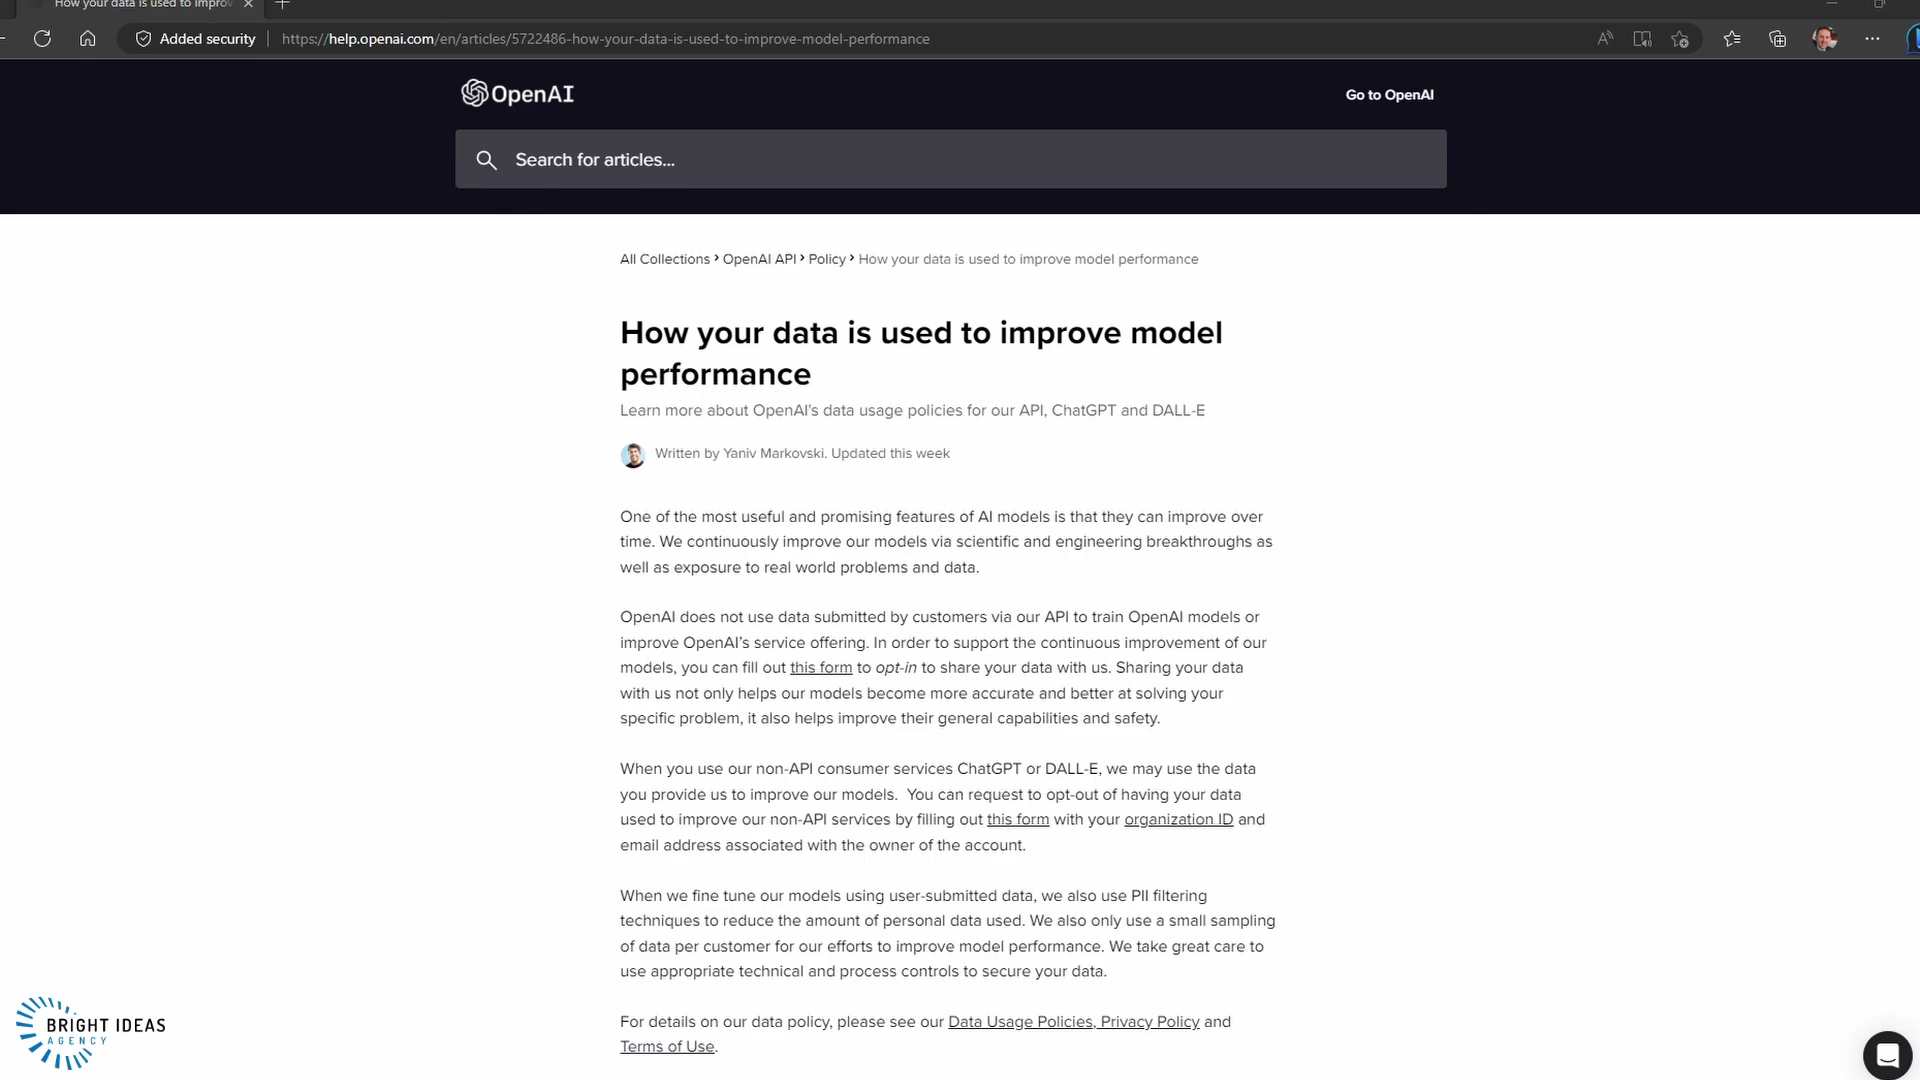 How your data is used to improv
Added security
https://help.openai.com/en/articles/5722486-how-your-data-is-used-to-improve-model-performance
OpenAI
Go to OpenAI
Search for articles...
All Collections > OpenAI API > Policy > How your data is used to improve model performance
How your data is used to improve model
performance
Learn more about OpenAI's data usage policies for our API, ChatGPT and DALL-E
Written by Yaniv Markovski. Updated this week
One of the most useful and promising features of AI models is that they can improve over
time. We continuously improve our models via scientific and engineering breakthroughs as
well as exposure to real world problems and data.
OpenAI does not use data submitted by customers via our API to train OpenAI models or
improve OpenAI's service offering. In order to support the continuous improvement of our
models, you can fill out this form to opt-in to share your data with us. Sharing your data
with us not only helps our models become more accurate and better at solving your
specific problem, it also helps improve their general capabilities and safety.
When you use our non-API consumer services ChatGPT or DALL-E, we may use the data
you provide us to improve our models. You can request to opt-out of having your data
used to improve our non-API services by filling out this form with your organization ID and
email address associated with the owner of the account.
When we fine tune our models using user-submitted data, we also use PII filtering
techniques to reduce the amount of personal data used. We also only use a small sampling
of data per customer for our efforts to improve model performance. We take great care to
use appropriate technical and process controls to secure your data.
For details on our data policy, please see our Data Usage Policies, Privacy Policy and
Terms of Use.
BRIGHT IDEAS
AGENCY